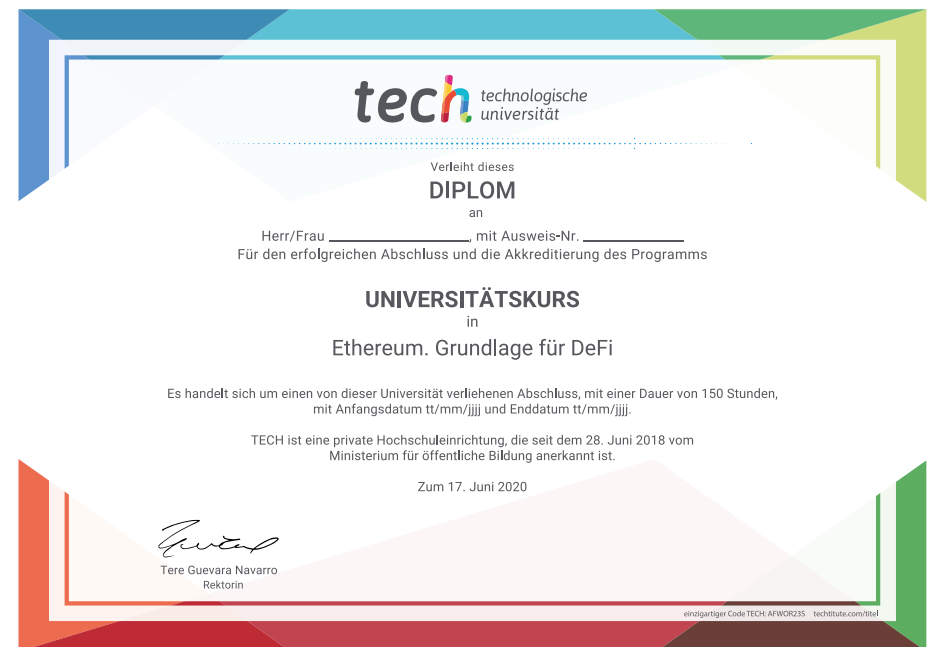 tech technologische
universität
Verleiht dieses
DIPLOM
an
Herr/Frau ____________________, mit Ausweis-Nr. ______________
Für den erfolgreichen Abschluss und die Akkreditierung des Programms
UNIVERSITÄTSKURS
in
Ethereum. Grundlage für DeFi
Es handelt sich um einen von dieser Universität verliehenen Abschluss, mit einer Dauer von 150 Stunden,
mit Anfangsdatum tt/mm/jjjj und Enddatum tt/mm/jjjj.
TECH ist eine private Hochschuleinrichtung, die seit dem 28. Juni 2018 vom
Ministerium für öffentliche Bildung anerkannt ist.
Zum 17. Juni 2020
Tere Guevara Navarro
Rektorin
einzigartiger Code TECH: AFWOR23S techtitute.com/titel